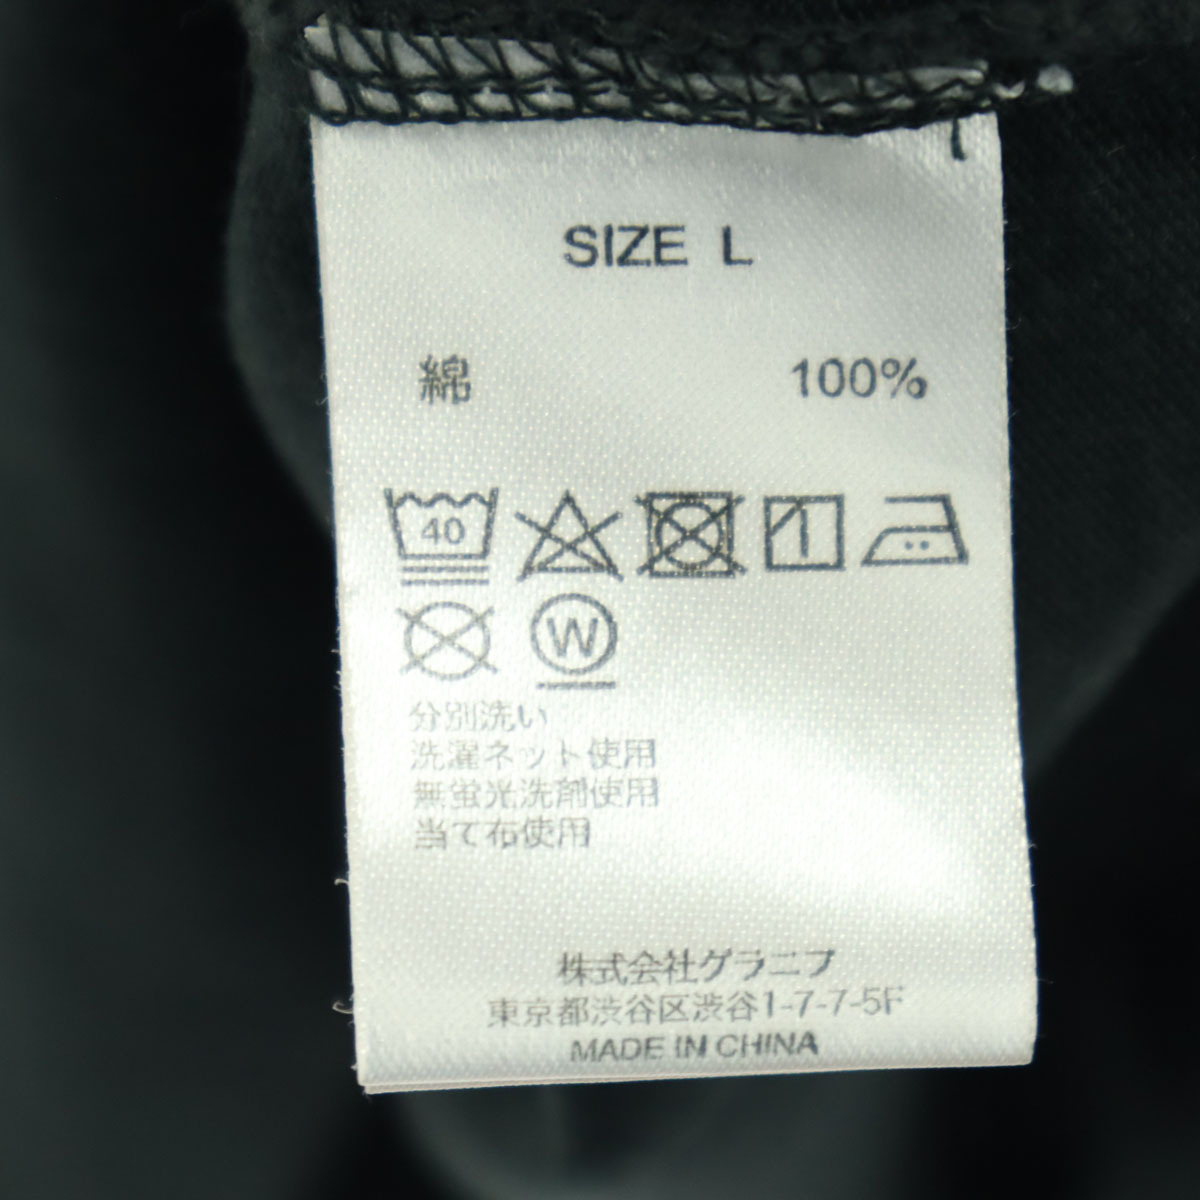 SIZE L
綿 100%
40
W
分別洗い
洗濯ネット使用
無蛍光洗剤使用
当て布使用
株式会社グラニフ
東京都渋谷区渋谷1-7-7-5F
MADE IN CHINA